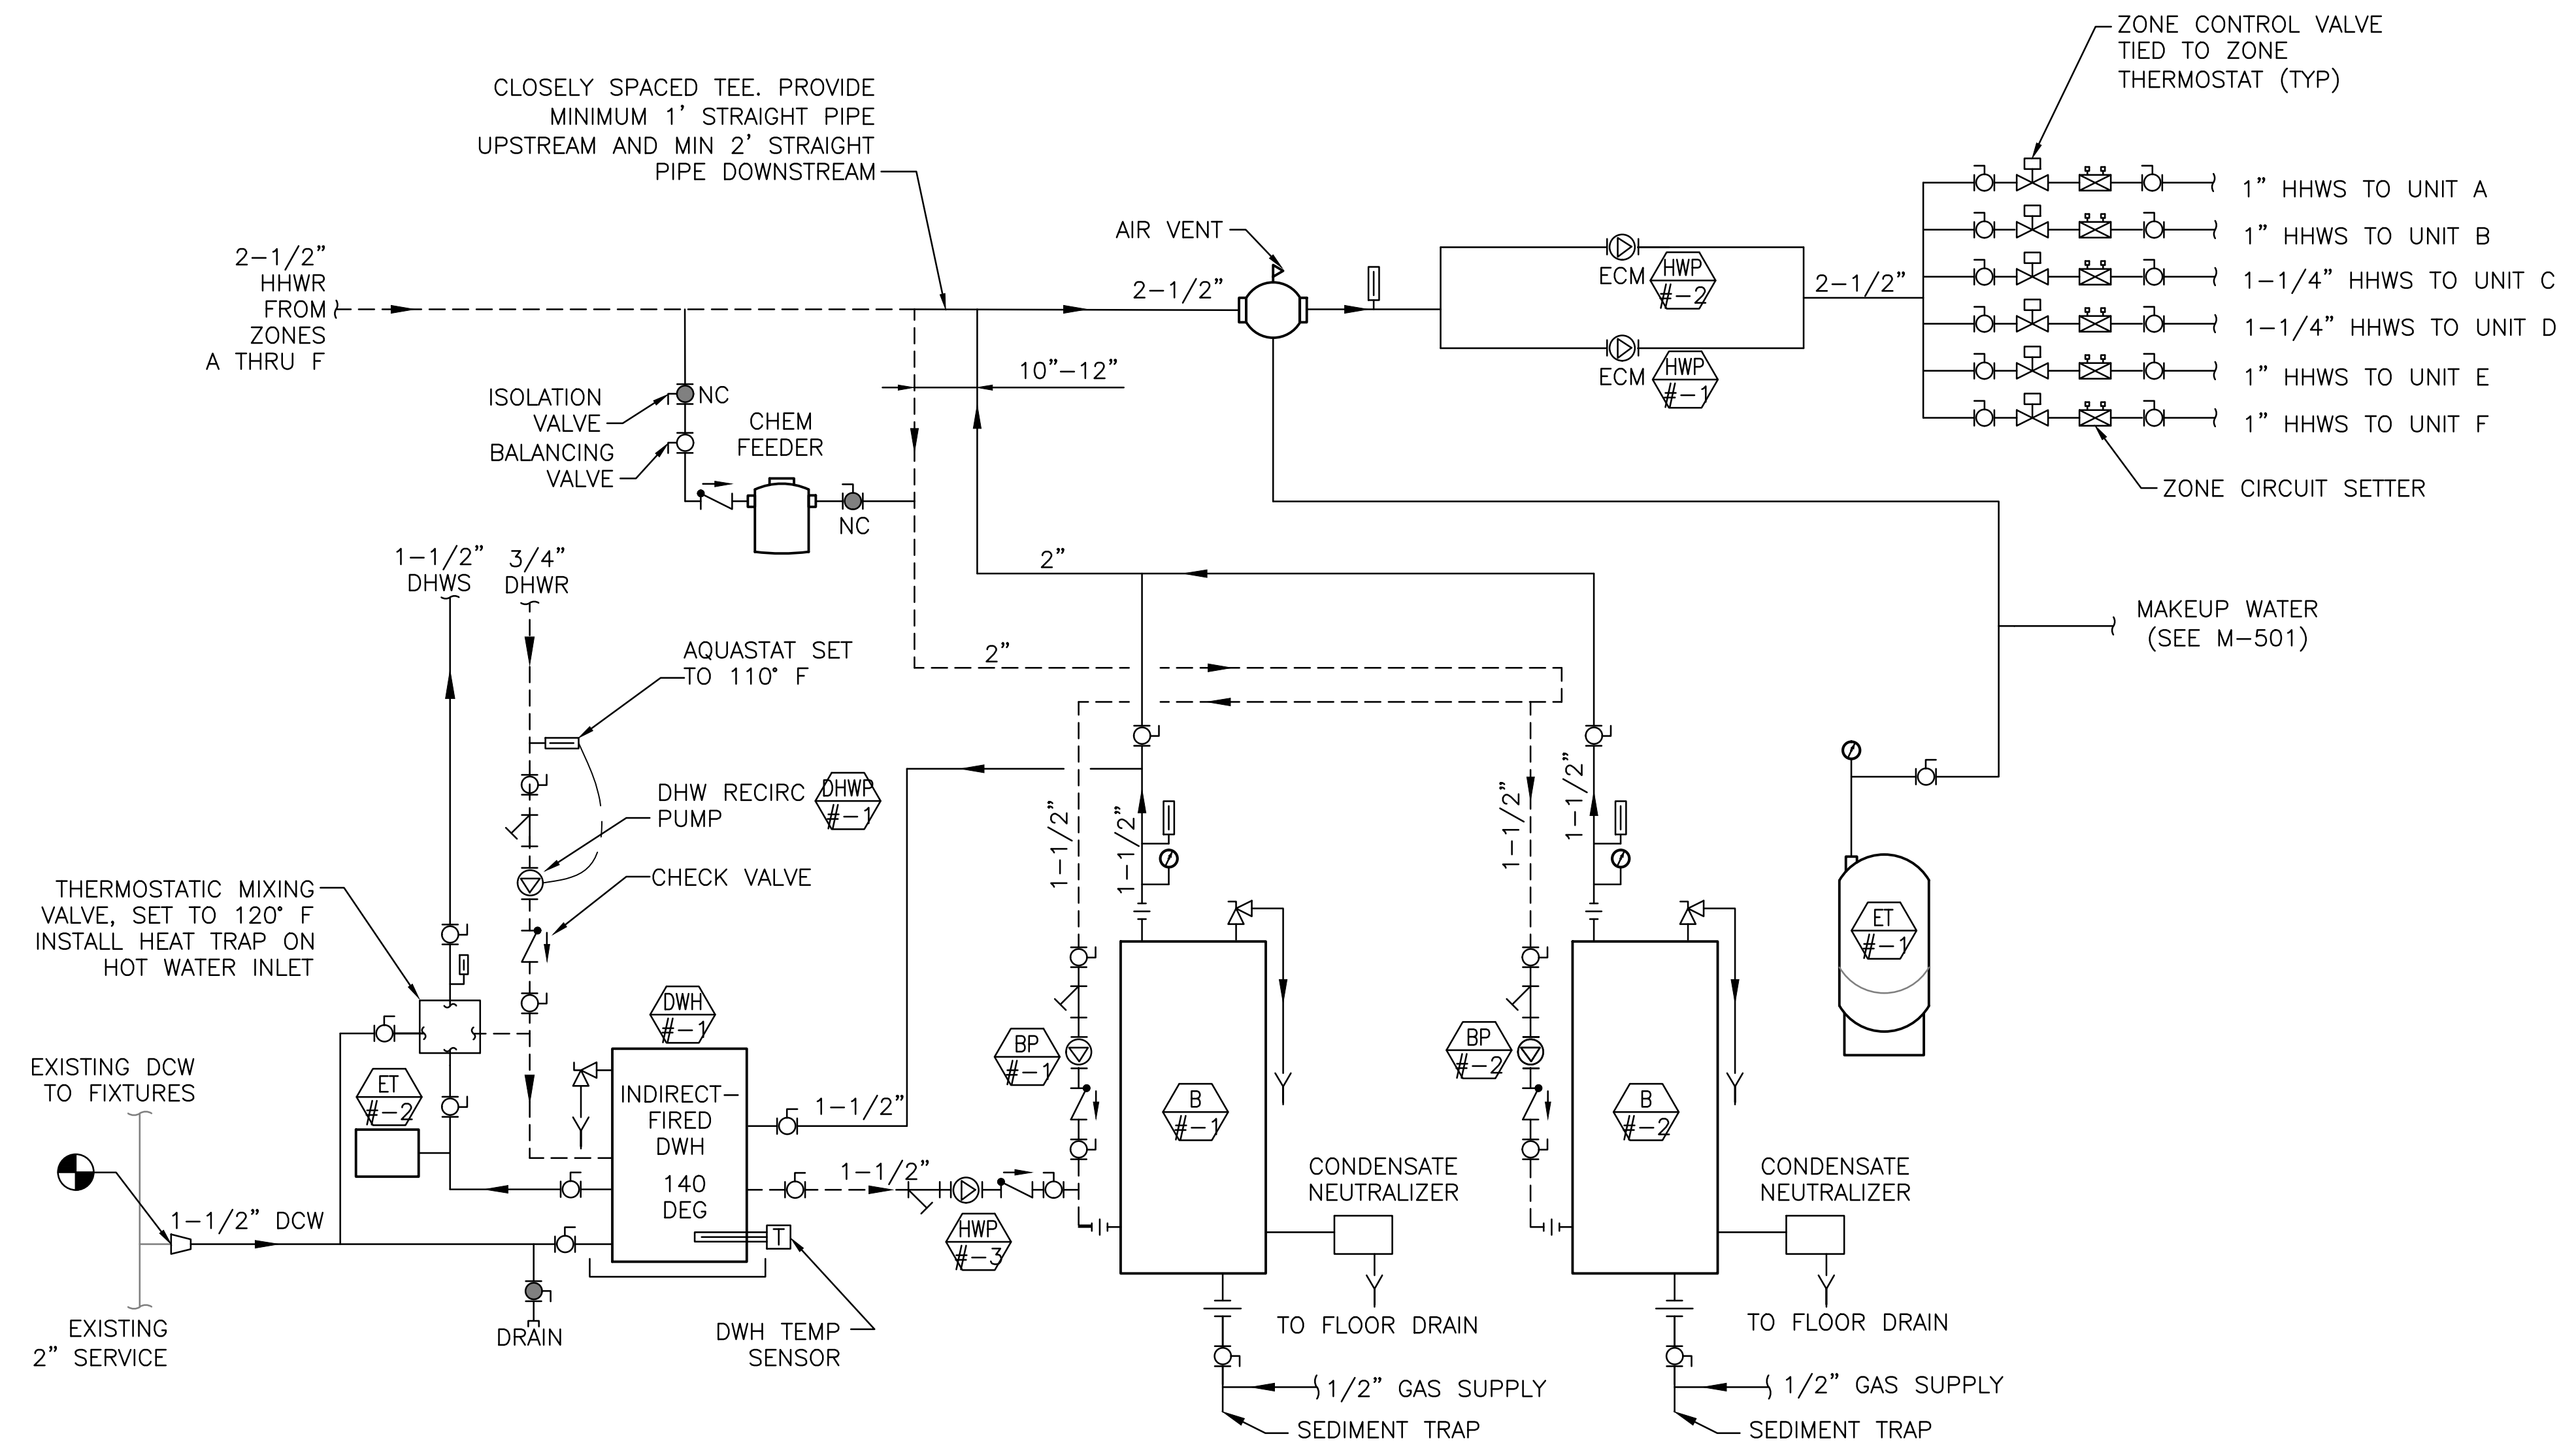 ZONE CONTROL VALVE
TIED TO ZONE
THERMOSTAT (TYP)
CLOSELY SPACED TEE. PROVIDE
MINIMUM 1' STRAIGHT PIPE
UPSTREAM AND MIN 2' STRAIGHT
PIPE DOWNSTREAM
1" HHWS TO UNIT A
1" HHWS TO UNIT B
1-1/4" HHWS TO UNIT C
1-1/4" HHWS TO UNIT D
1" HHWS TO UNIT E
1" HHWS TO UNIT F
ZONE CIRCUIT SETTER
AIR VENT
2-1/2"
HHWR
FROM
ZONES
A THRU F
2-1/2"
ECM
HWP
#-2
ECM
HWP
#-1
2-1/2"
10"-12"
ISOLATION
VALVE
NC
BALANCING
VALVE
CHEM
FEEDER
NC
1-1/2"
DHWS
3/4"
DHWR
2"
2"
MAKEUP WATER
(SEE M-501)
AQUASTAT SET
TO 110° F
DHW RECIRC
PUMP
DHWP
#-1
CHECK VALVE
THERMOSTATIC MIXING
VALVE, SET TO 120° F
INSTALL HEAT TRAP ON
HOT WATER INLET
1-1/2"
1-1/2"
1-1/2"
1-1/2"
ET
#-1
DWH
#-1
BP
#-1
BP
#-2
EXISTING DCW
TO FIXTURES
ET
#-2
INDIRECT-
FIRED
DWH
140
DEG
1-1/2"
B
#-1
B
#-2
1-1/2"
HWP
#-3
T
CONDENSATE
NEUTRALIZER
CONDENSATE
NEUTRALIZER
1-1/2" DCW
EXISTING
2" SERVICE
DRAIN
DWH TEMP
SENSOR
TO FLOOR DRAIN
TO FLOOR DRAIN
1/2" GAS SUPPLY
1/2" GAS SUPPLY
SEDIMENT TRAP
SEDIMENT TRAP